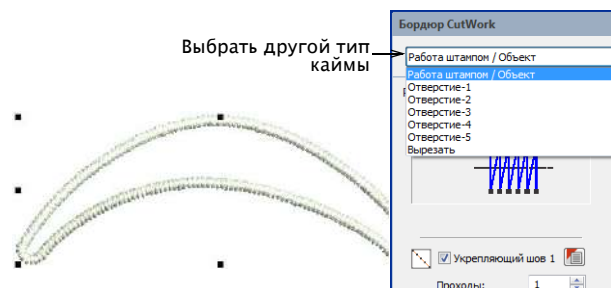 Бордюр CutWork
Выбрать другой тип
каймы
Работа штампом / Объект
Работа штампом / Объект
Отверстие-1
Отверстие-2
Отверстие-3
Отверстие-4
Отверстие-5
Вырезать
Укрепляющий шов 1
Проходы:
1